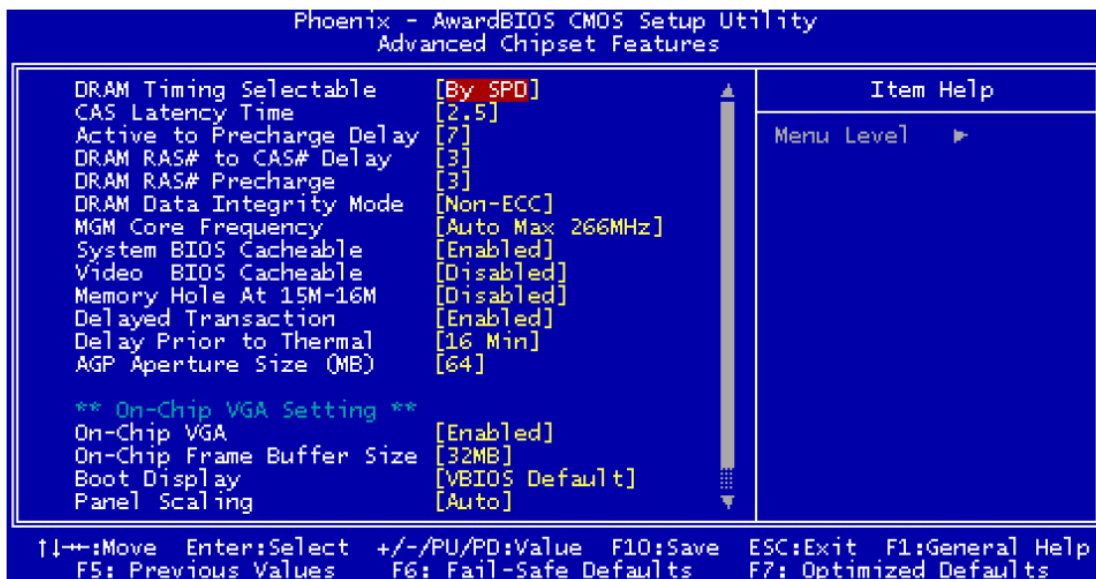 Phoenix - AwardBIOS CMOS Setup Utility
Advanced Chipset Features
DRAM Timing Selectable [By SPD]
CAS Latency Time [2.5]
Active to Precharge Delay [7]
DRAM RAS# to CAS# Delay [3]
DRAM RAS# Precharge [3]
DRAM Data Integrity Mode [Non-ECC]
MGM Core Frequency [Auto Max 266MHz]
System BIOS Cacheable [Enabled]
Video BIOS Cacheable [Disabled]
Memory Hole At 15M-16M [Disabled]
Delayed Transaction [Enabled]
Delay Prior to Thermal [16 Min]
AGP Aperture Size (MB) [64]
** On-Chip VGA Setting **
On-Chip VGA [Enabled]
On-Chip Frame Buffer Size [32MB]
Boot Display [VBIOS Default]
Panel Scaling [Auto]
Item Help
Menu Level ►
↑↓→←:Move Enter:Select +/-/PU/PD:Value F10:Save ESC:Exit F1:General Help
F5: Previous Values F6: Fail-Safe Defaults F7: Optimized Defaults